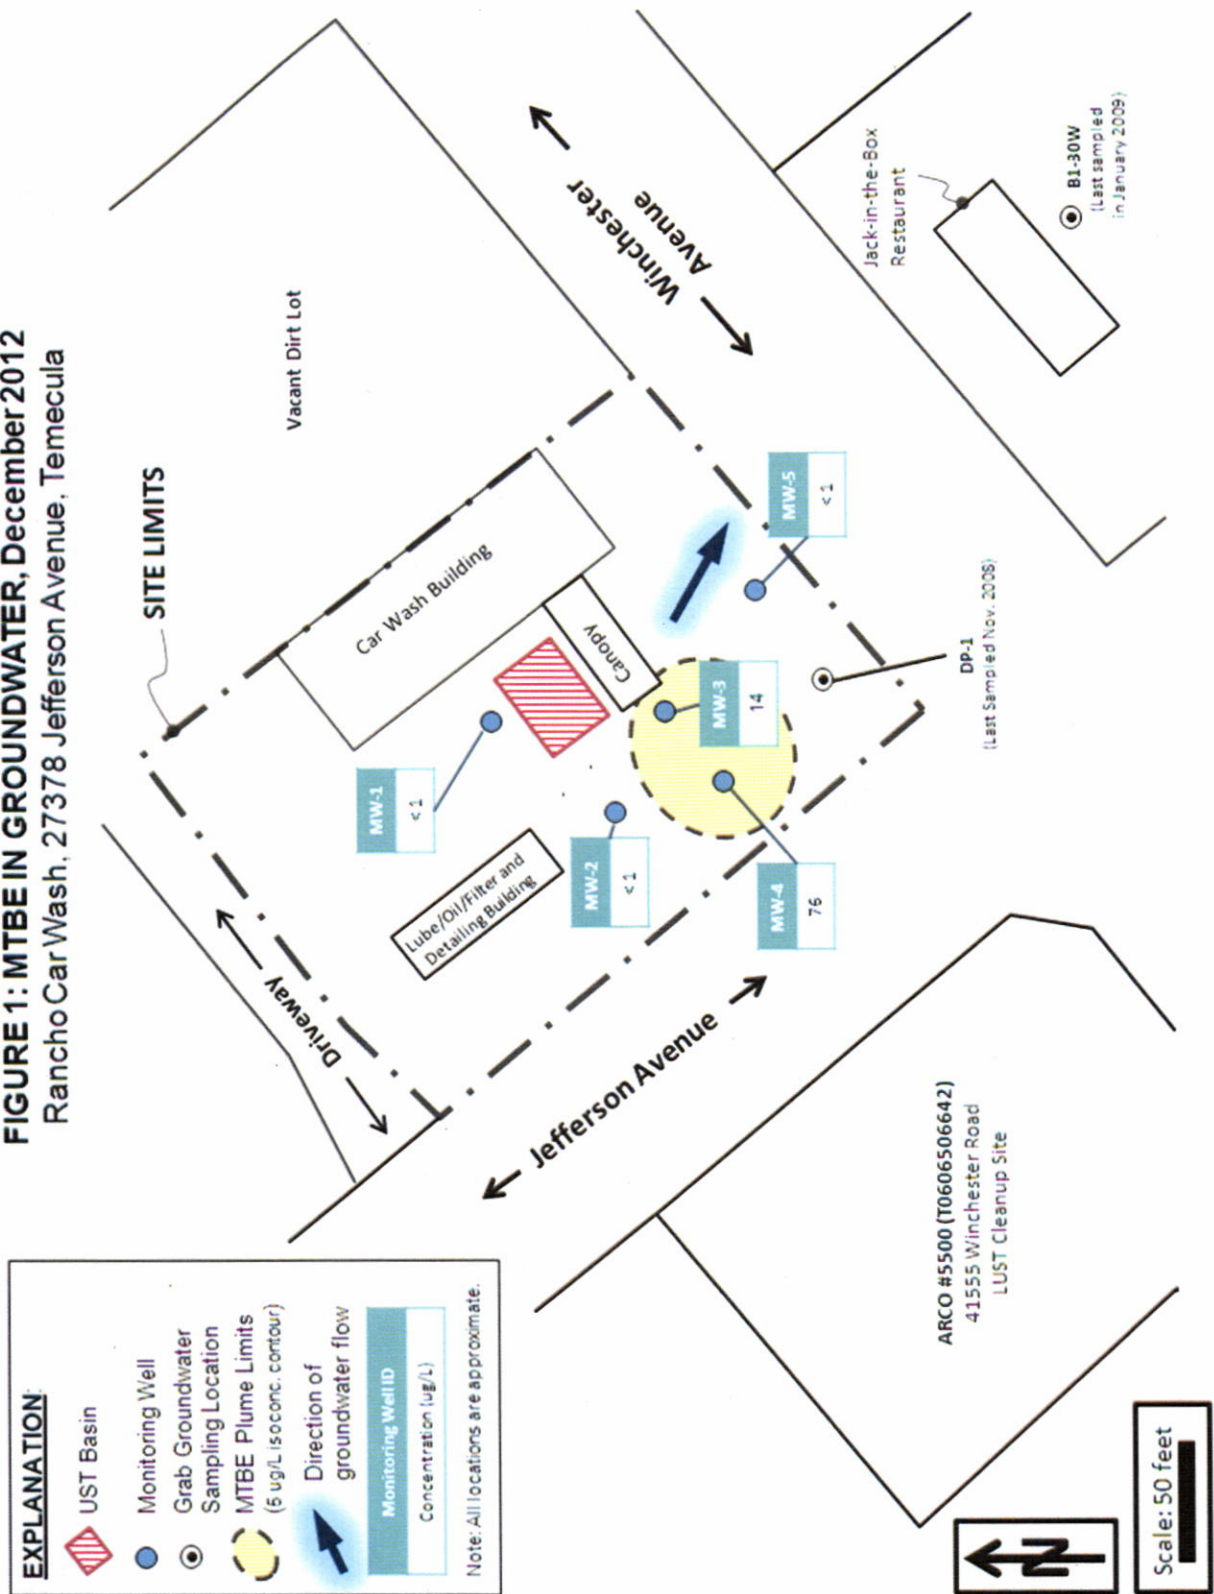 FIGURE 1: MTBE IN GROUNDWATER, December 2012
Rancho Car Wash, 27378 Jefferson Avenue, Temecula
EXPLANATION:
UST Basin
Monitoring Well
Grab Groundwater
Sampling Location
MTBE Plume Limits
(5 ug/L isoconc. contour)
Direction of
groundwater flow
Monitoring Well ID
Concentration (ug/L)
Note: All locations are approximate.
SITE LIMITS
Vacant Dirt Lot
Driveway
Car Wash Building
Lube/Oil/Filter and
Detailing Building
Canopy
MW-1
<1
MW-2
<1
MW-3
14
MW-4
76
MW-5
<1
Winchester
Avenue
Jefferson Avenue
DP-1
(Last Sampled Nov. 2008)
Jack-in-the-Box
Restaurant
B1-30W
(Last sampled
in January 2009)
ARCO #5500 (T0606506642)
41555 Winchester Road
LUST Cleanup Site
N
Scale: 50 feet